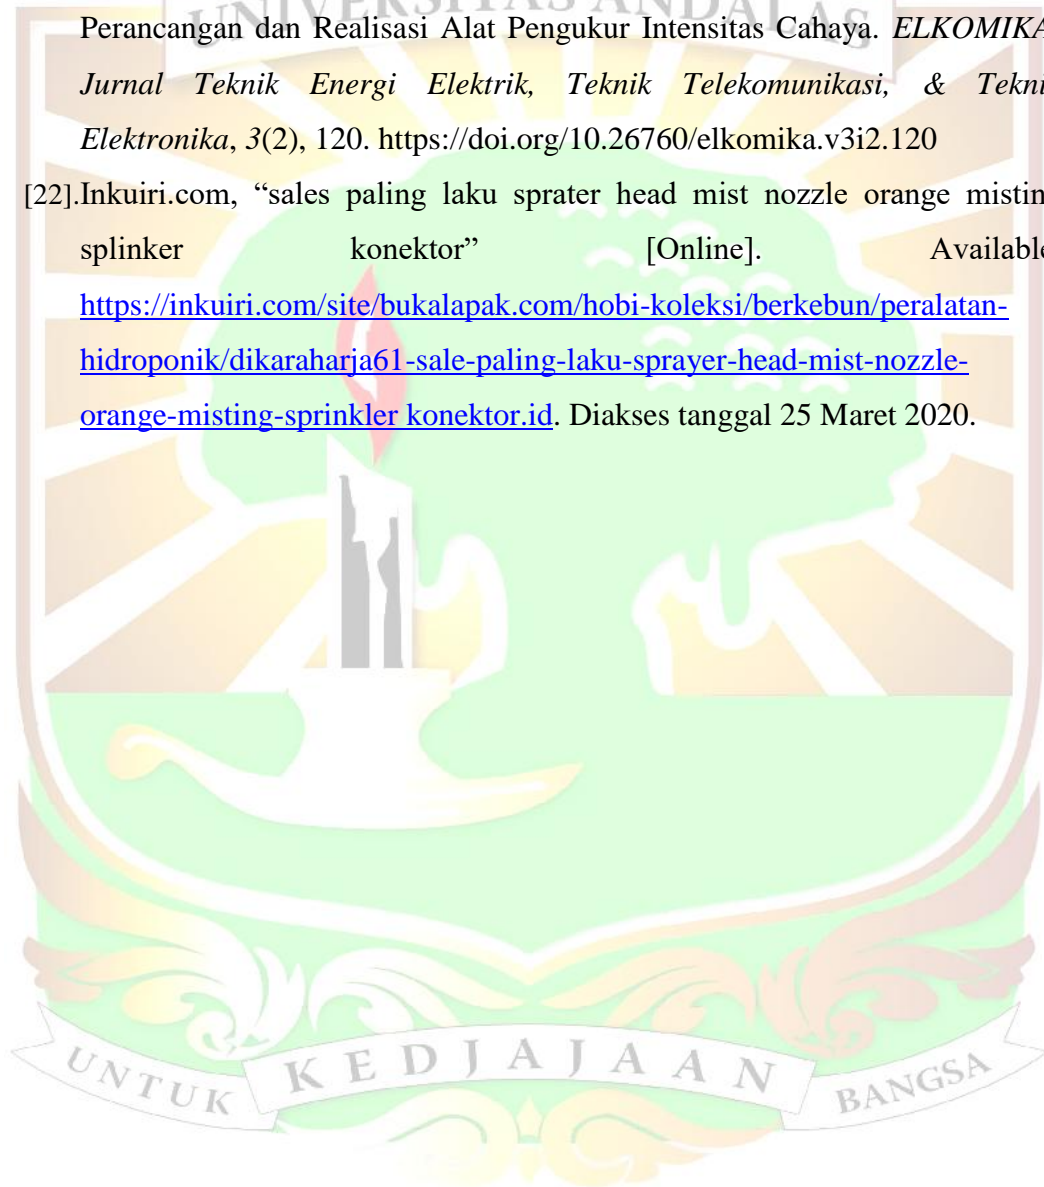 UNIVERSITAS ANDALAS
Perancangan dan Realisasi Alat Pengukur Intensitas Cahaya. ELKOMIKA
Jurnal Teknik Energi Elektrik, Teknik Telekomunikasi, & Tekni
Elektronika, 3(2), 120. https://doi.org/10.26760/elkomika.v3i2.120
[22].Inkuiri.com, “sales paling laku sprater head mist nozzle orange mistin
splinker konektor” [Online]. Available
https://inkuiri.com/site/bukalapak.com/hobi-koleksi/berkebun/peralatan-
hidroponik/dikaraharja61-sale-paling-laku-sprayer-head-mist-nozzle-
orange-misting-sprinkler konektor.id. Diakses tanggal 25 Maret 2020.
UNTUK KEDJAJAAN BANGSA